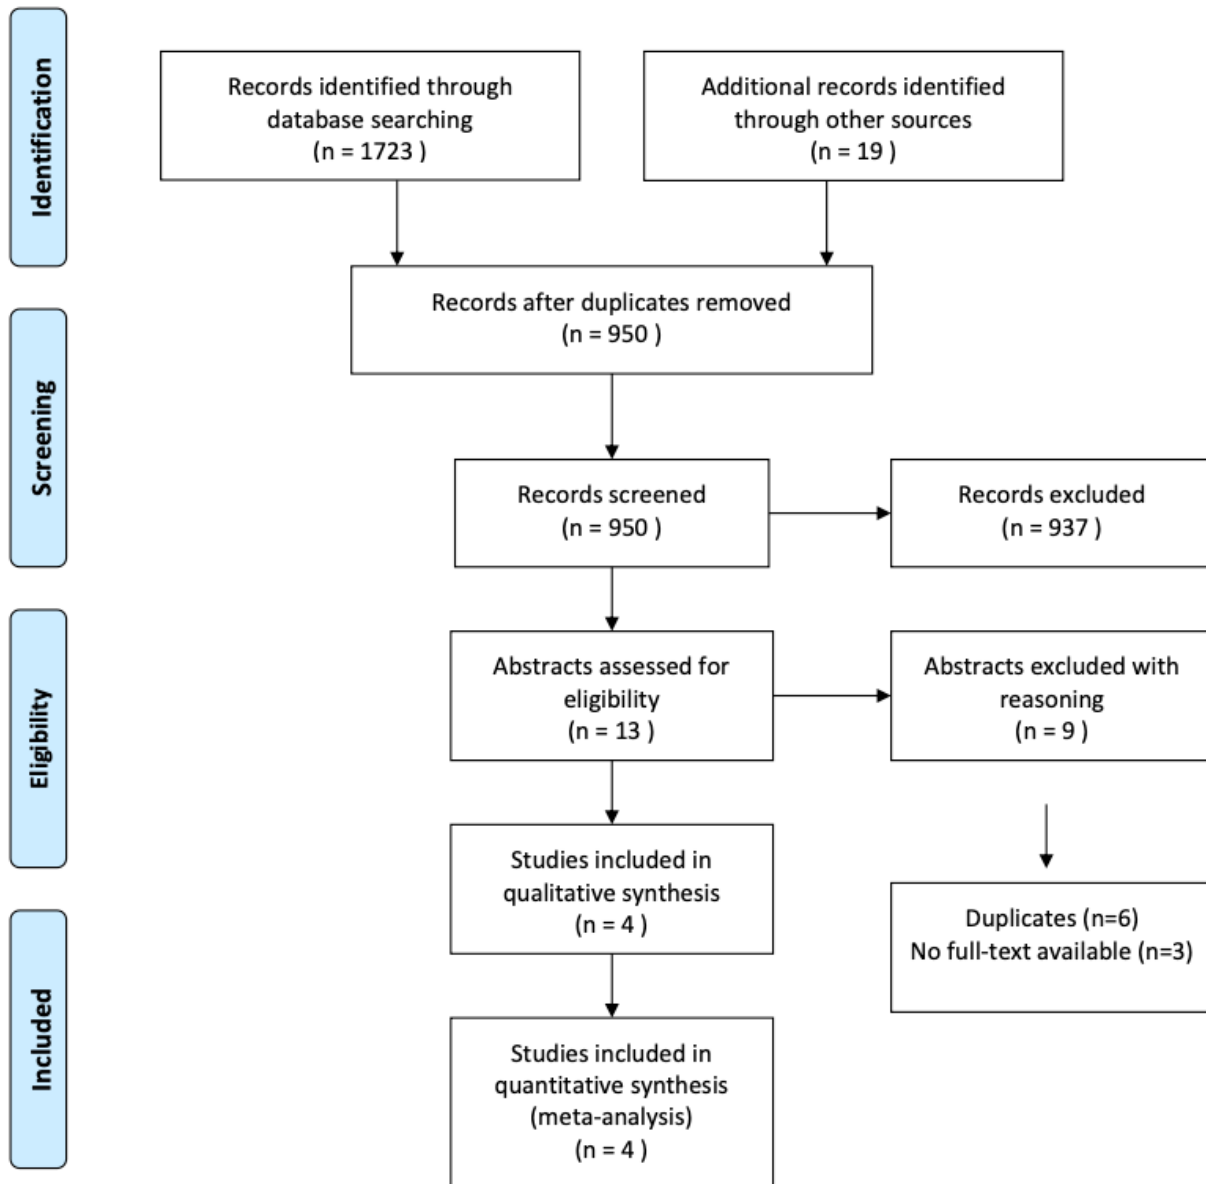 Identification
Records identified through
database searching
(n = 1723 )
Additional records identified
through other sources
(n = 19 )
Records after duplicates removed
(n = 950 )
Screening
Records screened
(n = 950 )
Records excluded
(n = 937 )
Eligibility
Abstracts assessed for
eligibility
(n = 13 )
Abstracts excluded with
reasoning
(n = 9 )
Studies included in
qualitative synthesis
(n = 4 )
Duplicates (n=6)
No full-text available (n=3)
Included
Studies included in
quantitative synthesis
(meta-analysis)
(n = 4 )